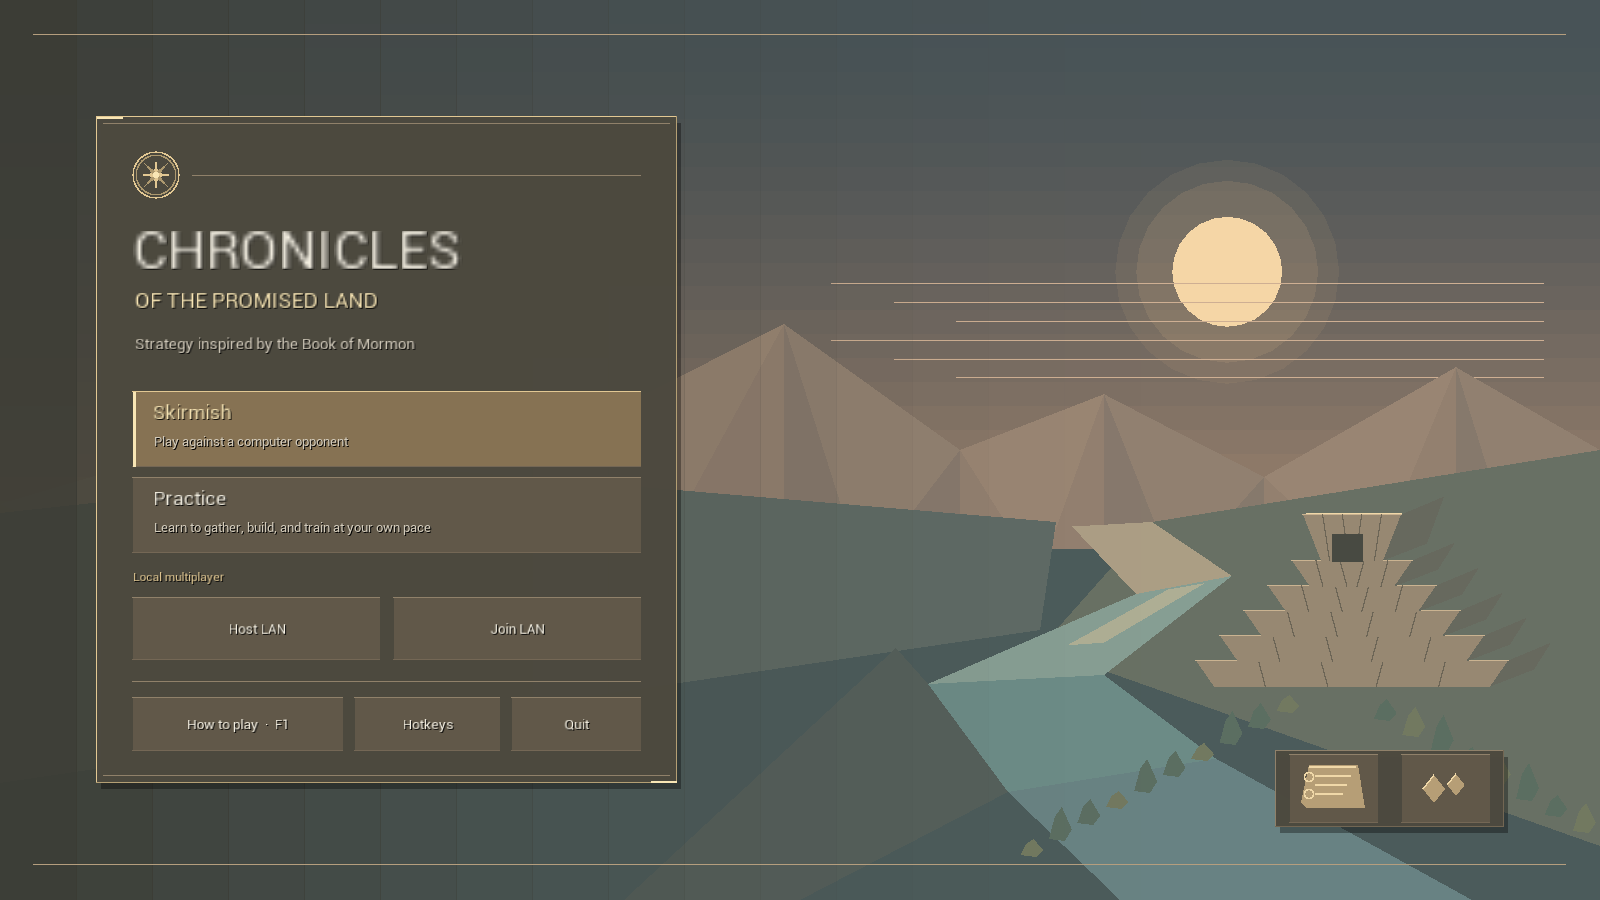 CHRONICLES
OF THE PROMISED LAND
Strategy inspired by the Book of Mormon
Skirmish
Play against a computer opponent
Practice
Learn to gather, build, and train at your own pace
Local multiplayer
Host LAN
Join LAN
How to play · F1
Hotkeys
Quit